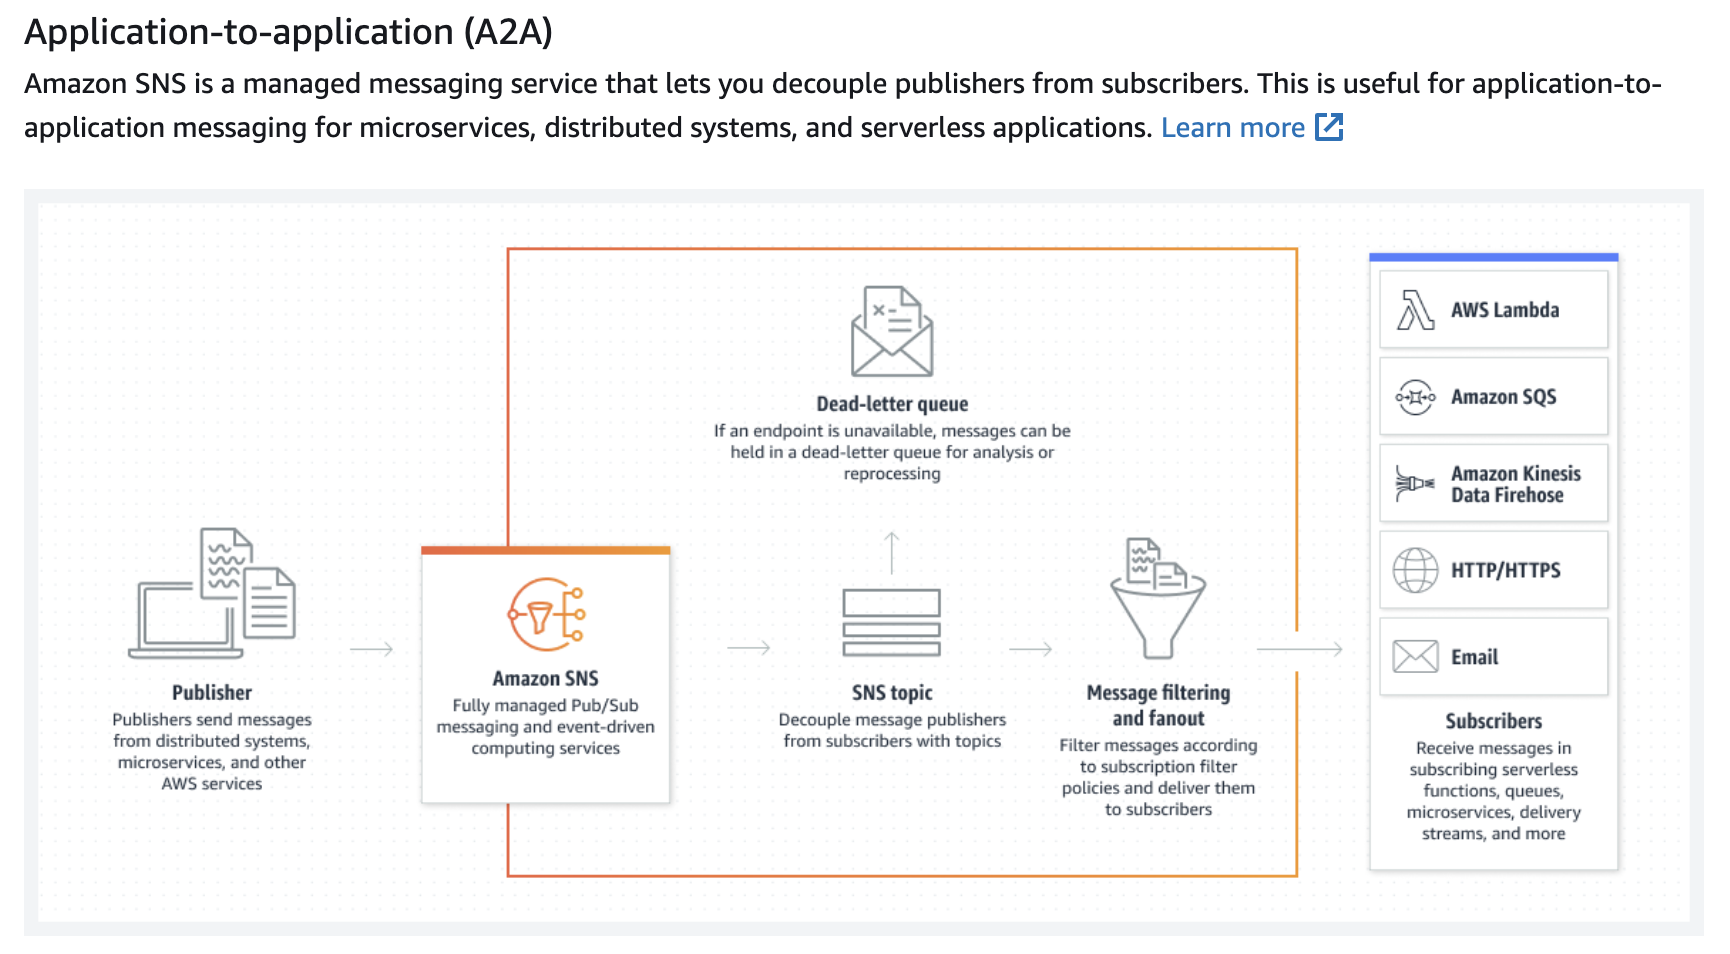 Application-to-application (A2A)
Amazon SNS is a managed messaging service that lets you decouple publishers from subscribers. This is useful for application-to-
application messaging for microservices, distributed systems, and serverless applications. Learn more
Dead-letter queue
If an endpoint is unavailable, messages can be
held in a dead-letter queue for analysis or
reprocessing
Publisher
Publishers send messages
from distributed systems,
microservices, and other
AWS services
Amazon SNS
Fully managed Pub/Sub
messaging and event-driven
computing services
SNS topic
Decouple message publishers
from subscribers with topics
Message filtering
and fanout
Filter messages according
to subscription filter
policies and deliver them
to subscribers
AWS Lambda
Amazon SQS
Amazon Kinesis
Data Firehose
HTTP/HTTPS
Email
Subscribers
Receive messages in
subscribing serverless
functions, queues,
microservices, delivery
streams, and more